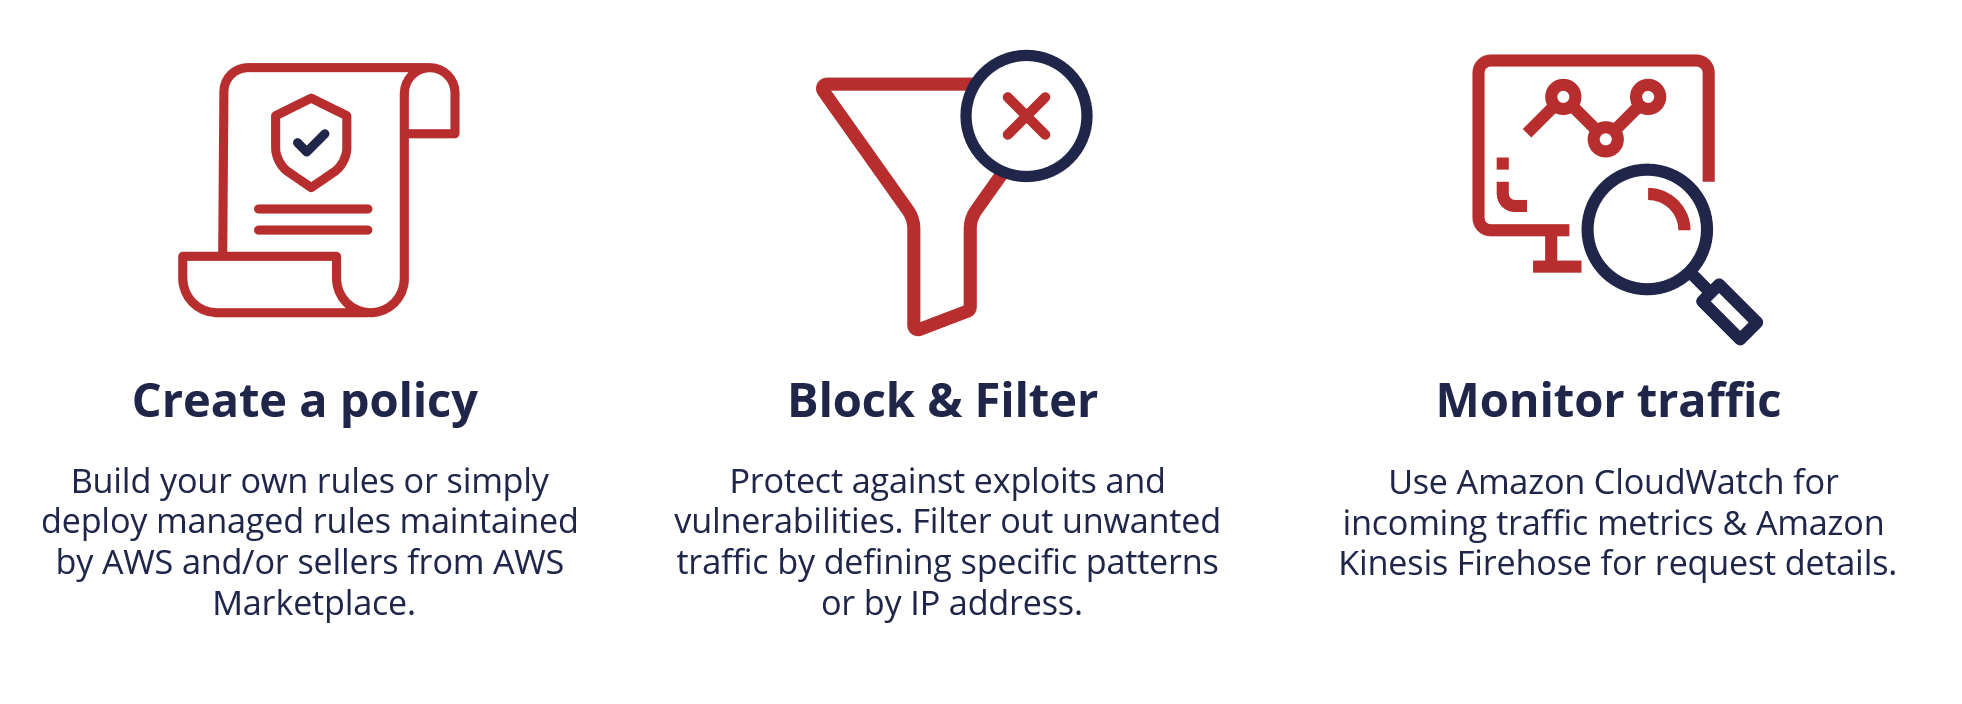 Create a policy
Build your own rules or simply
deploy managed rules maintained
by AWS and/or sellers from AWS
Marketplace.
Block & Filter
Protect against exploits and
vulnerabilities. Filter out unwanted
traffic by defining specific patterns
or by IP address.
Monitor traffic
Use Amazon CloudWatch for
incoming traffic metrics & Amazon
Kinesis Firehose for request details.